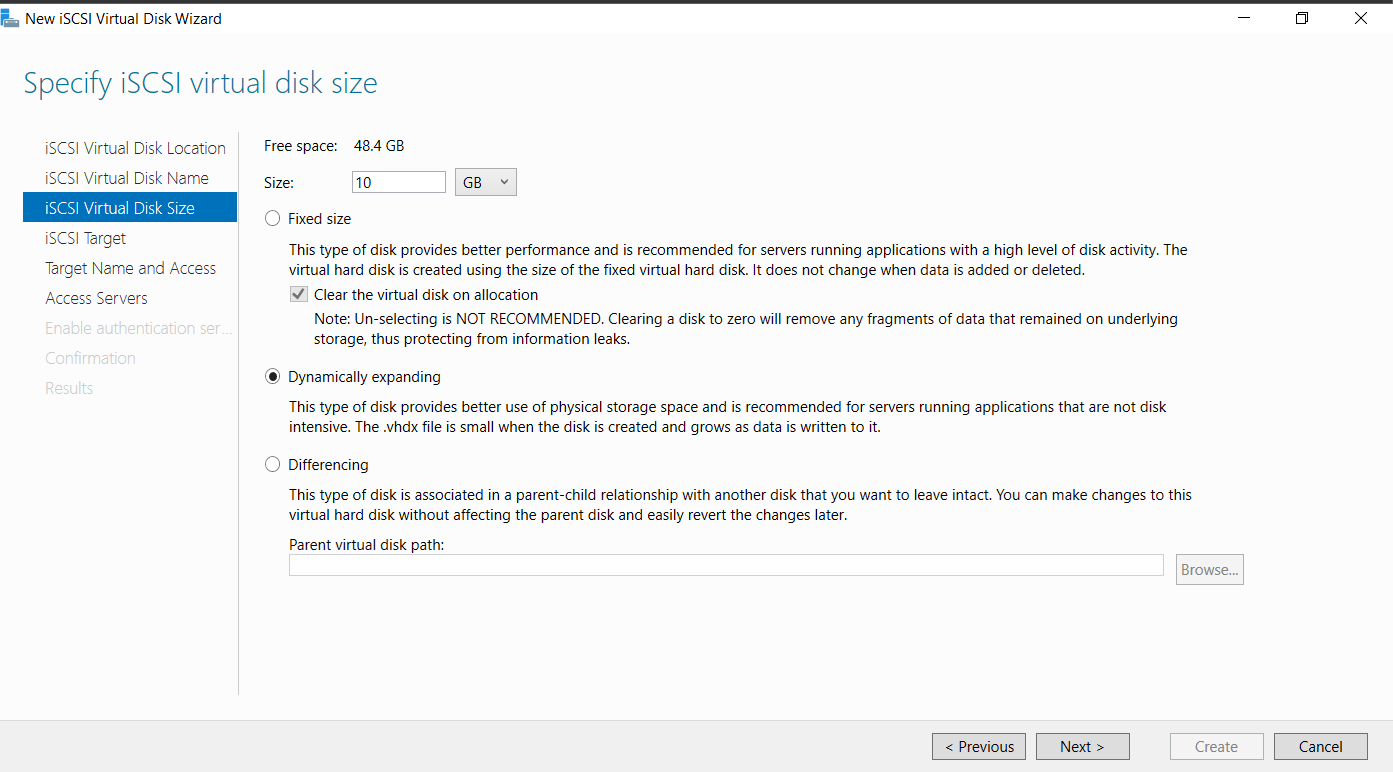 New iSCSI Virtual Disk Wizard
Specify iSCSI virtual disk size
iSCSI Virtual Disk Location
iSCSI Virtual Disk Name
iSCSI Virtual Disk Size
iSCSI Target
Target Name and Access
Access Servers
Enable authentication ser...
Confirmation
Results
Free space: 48.4 GB
Size: 10 GB
Fixed size
This type of disk provides better performance and is recommended for servers running applications with a high level of disk activity. The
virtual hard disk is created using the size of the fixed virtual hard disk. It does not change when data is added or deleted.
Clear the virtual disk on allocation
Note: Un-selecting is NOT RECOMMENDED. Clearing a disk to zero will remove any fragments of data that remained on underlying
storage, thus protecting from information leaks.
Dynamically expanding
This type of disk provides better use of physical storage space and is recommended for servers running applications that are not disk
intensive. The .vhdx file is small when the disk is created and grows as data is written to it.
Differencing
This type of disk is associated in a parent-child relationship with another disk that you want to leave intact. You can make changes to this
virtual hard disk without affecting the parent disk and easily revert the changes later.
Parent virtual disk path:
Browse...
< Previous Next > Create Cancel